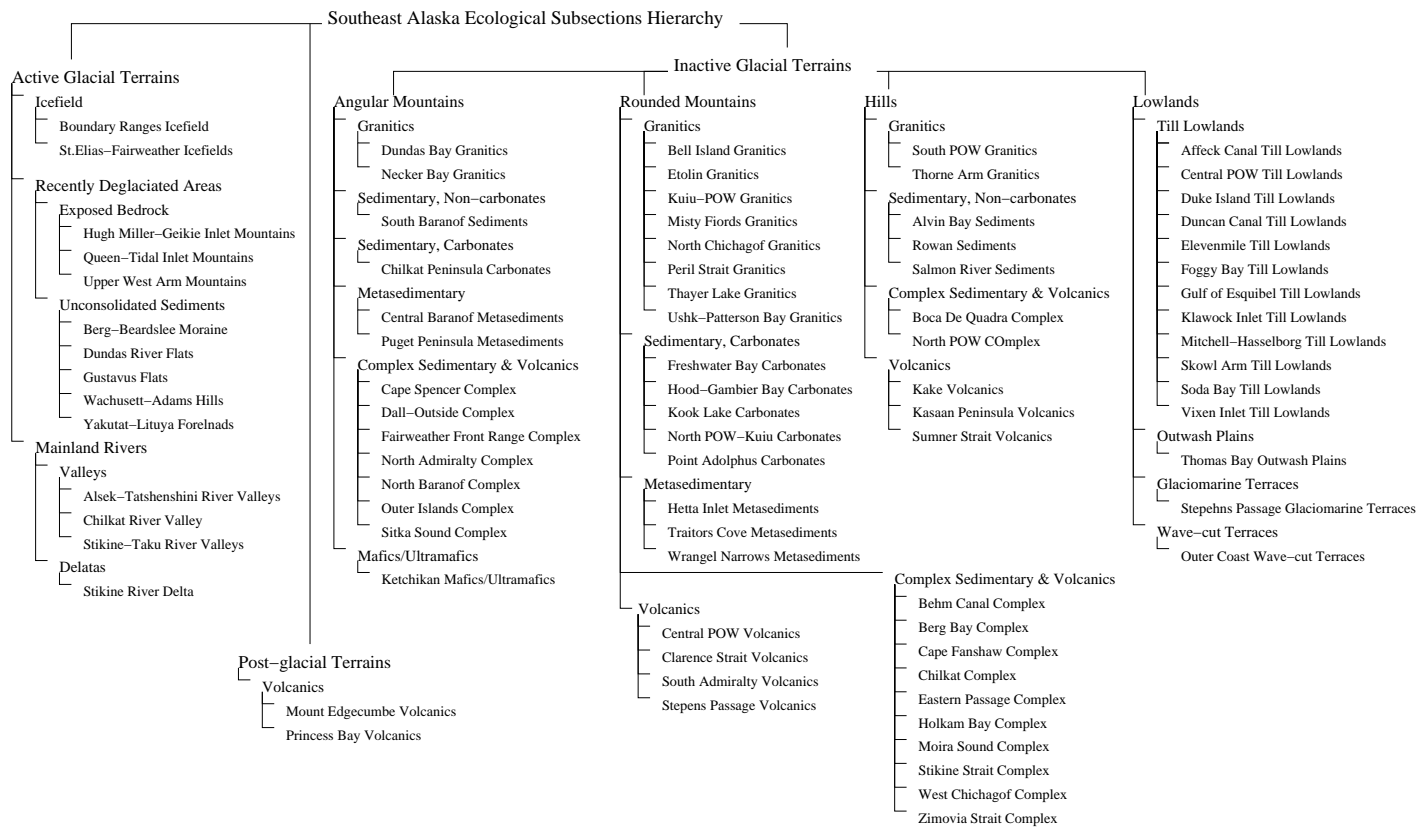 Southeast Alaska Ecological Subsections Hierarchy
Active Glacial Terrains
Icefield
Boundary Ranges Icefield
St.Elias−Fairweather Icefields
Recently Deglaciated Areas
Exposed Bedrock
Hugh Miller−Geikie Inlet Mountains
Queen−Tidal Inlet Mountains
Upper West Arm Mountains
Unconsolidated Sediments
Berg−Beardslee Moraine
Dundas River Flats
Gustavus Flats
Wachusett−Adams Hills
Yakutat−Lituya Forelnads
Mainland Rivers
Valleys
Alsek−Tatshenshini River Valleys
Chilkat River Valley
Stikine−Taku River Valleys
Delatas
Stikine River Delta
Post−glacial Terrains
Volcanics
Mount Edgecumbe Volcanics
Princess Bay Volcanics
Inactive Glacial Terrains
Angular Mountains
Granitics
Dundas Bay Granitics
Necker Bay Granitics
Sedimentary, Non−carbonates
South Baranof Sediments
Sedimentary, Carbonates
Chilkat Peninsula Carbonates
Metasedimentary
Central Baranof Metasediments
Puget Peninsula Metasediments
Complex Sedimentary & Volcanics
Cape Spencer Complex
Dall−Outside Complex
Fairweather Front Range Complex
North Admiralty Complex
North Baranof Complex
Outer Islands Complex
Sitka Sound Complex
Mafics/Ultramafics
Ketchikan Mafics/Ultramafics
Rounded Mountains
Granitics
Bell Island Granitics
Etolin Granitics
Kuiu−POW Granitics
Misty Fiords Granitics
North Chichagof Granitics
Peril Strait Granitics
Thayer Lake Granitics
Ushk−Patterson Bay Granitics
Sedimentary, Carbonates
Freshwater Bay Carbonates
Hood−Gambier Bay Carbonates
Kook Lake Carbonates
North POW−Kuiu Carbonates
Point Adolphus Carbonates
Metasedimentary
Hetta Inlet Metasediments
Traitors Cove Metasediments
Wrangel Narrows Metasediments
Complex Sedimentary & Volcanics
Behm Canal Complex
Berg Bay Complex
Cape Fanshaw Complex
Chilkat Complex
Eastern Passage Complex
Holkam Bay Complex
Moira Sound Complex
Stikine Strait Complex
West Chichagof Complex
Zimovia Strait Complex
Volcanics
Central POW Volcanics
Clarence Strait Volcanics
South Admiralty Volcanics
Stepens Passage Volcanics
Hills
Granitics
South POW Granitics
Thorne Arm Granitics
Sedimentary, Non−carbonates
Alvin Bay Sediments
Rowan Sediments
Salmon River Sediments
Complex Sedimentary & Volcanics
Boca De Quadra Complex
North POW COmplex
Volcanics
Kake Volcanics
Kasaan Peninsula Volcanics
Sumner Strait Volcanics
Lowlands
Till Lowlands
Affeck Canal Till Lowlands
Central POW Till Lowlands
Duke Island Till Lowlands
Duncan Canal Till Lowlands
Elevenmile Till Lowlands
Foggy Bay Till Lowlands
Gulf of Esquibel Till Lowlands
Klawock Inlet Till Lowlands
Mitchell−Hasselborg Till Lowlands
Skowl Arm Till Lowlands
Soda Bay Till Lowlands
Vixen Inlet Till Lowlands
Outwash Plains
Thomas Bay Outwash Plains
Glaciomarine Terraces
Stepehns Passage Glaciomarine Terraces
Wave−cut Terraces
Outer Coast Wave−cut Terraces